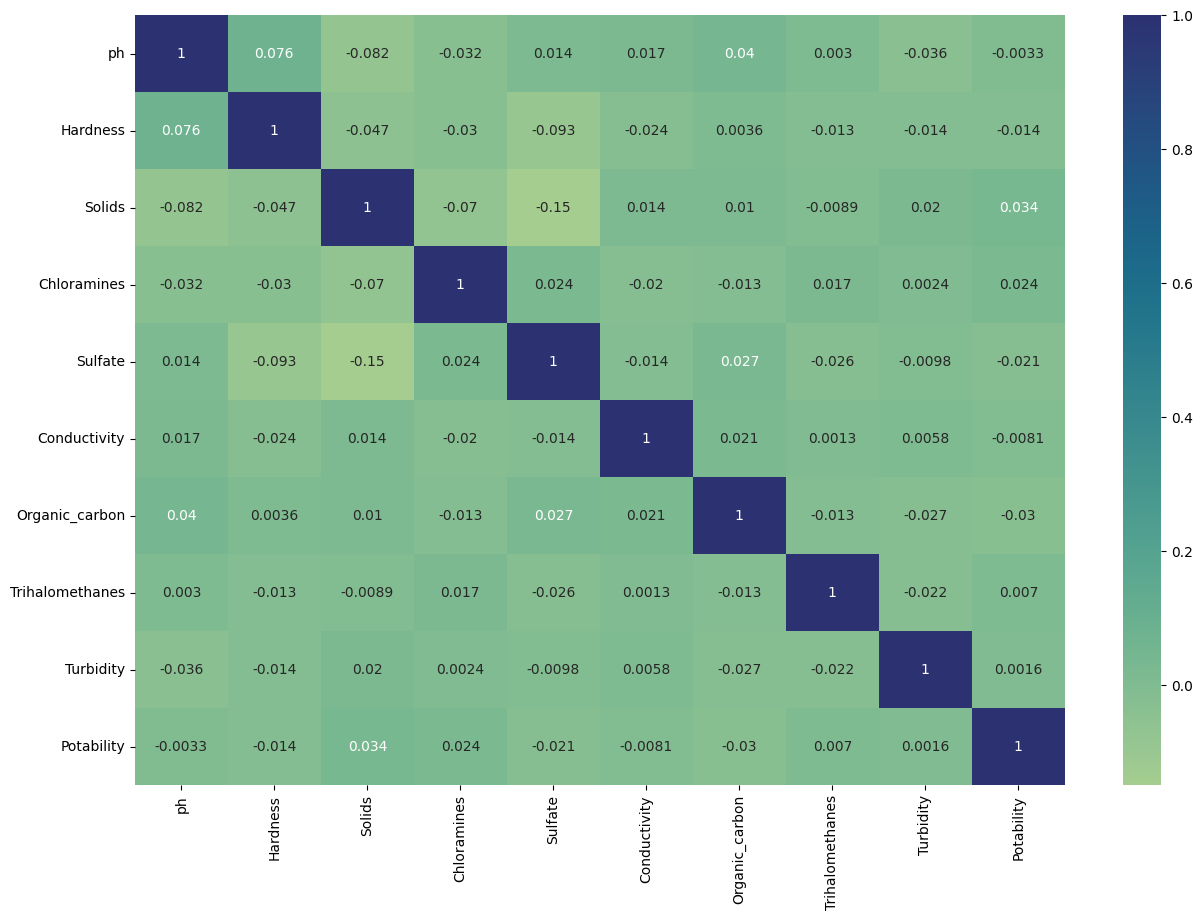 ph 1 0.076 -0.082 -0.032 0.014 0.017 0.04 0.003 -0.036 -0.0033
Hardness 0.076 1 -0.047 -0.03 -0.093 -0.024 0.0036 -0.013 -0.014 -0.014
Solids -0.082 -0.047 1 -0.07 -0.15 0.014 0.01 -0.0089 0.02 0.034
Chloramines -0.032 -0.03 -0.07 1 0.024 -0.02 -0.013 0.017 0.0024 0.024
Sulfate 0.014 -0.093 -0.15 0.024 1 -0.014 0.027 -0.026 -0.0098 -0.021
Conductivity 0.017 -0.024 0.014 -0.02 -0.014 1 0.021 0.0013 0.0058 -0.0081
Organic_carbon 0.04 0.0036 0.01 -0.013 0.027 0.021 1 -0.013 -0.027 -0.03
Trihalomethanes 0.003 -0.013 -0.0089 0.017 -0.026 0.0013 -0.013 1 -0.022 0.007
Turbidity -0.036 -0.014 0.02 0.0024 -0.0098 0.0058 -0.027 -0.022 1 0.0016
Potability -0.0033 -0.014 0.034 0.024 -0.021 -0.0081 -0.03 0.007 0.0016 1
ph Hardness Solids Chloramines Sulfate Conductivity Organic_carbon Trihalomethanes Turbidity Potability
1.0
0.8
0.6
0.4
0.2
0.0